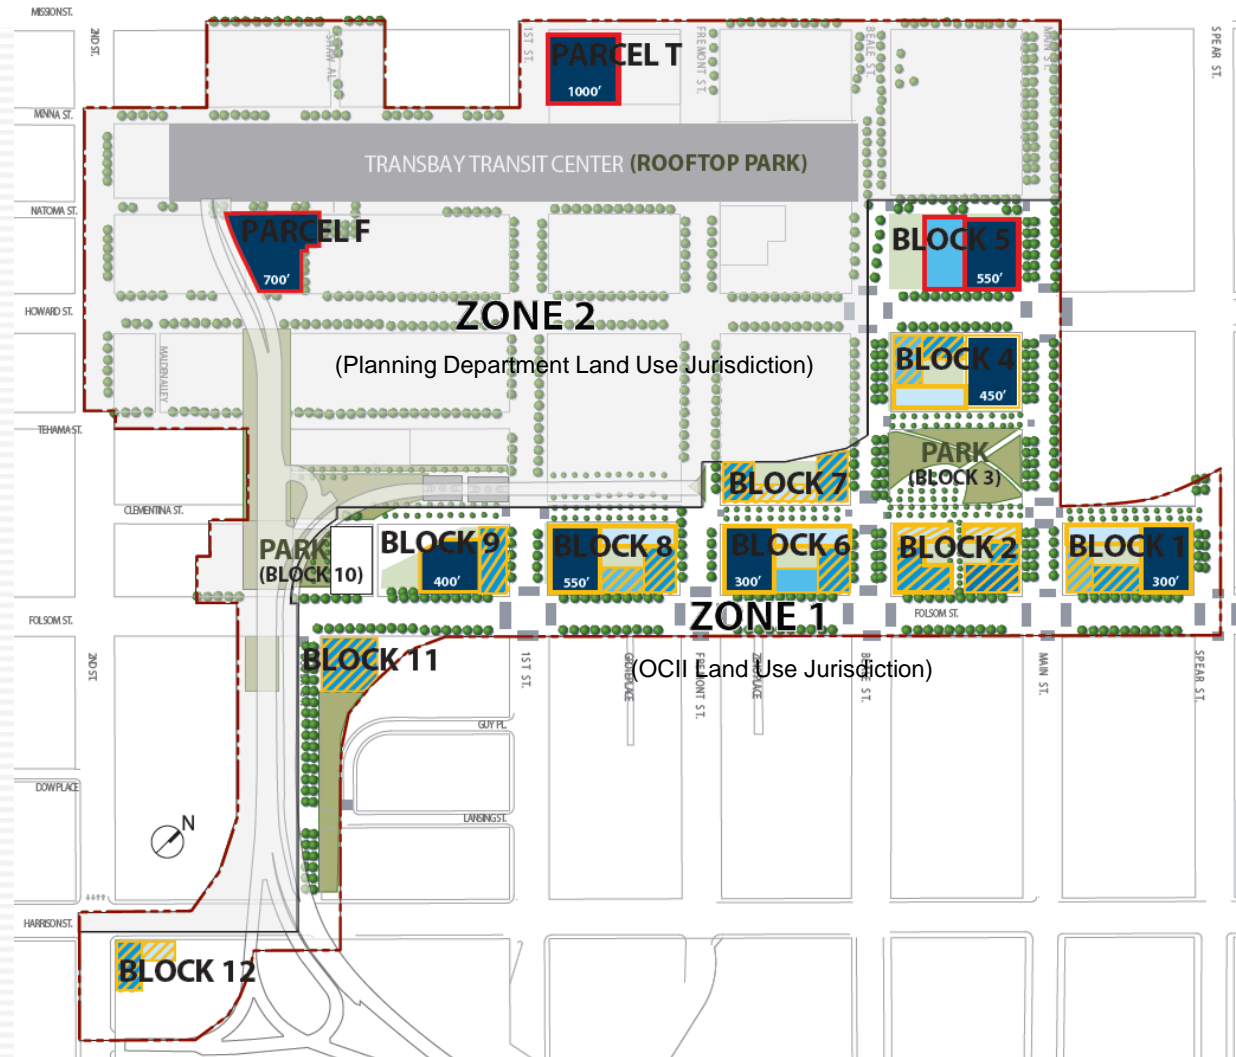 MISSION ST.
2ND ST.
SHAW AL.
1ST ST.
PARCEL T
1000'
FREMONT ST.
BEALE ST.
MAIN ST.
SPEAR ST.
MINNA ST.
TRANSBAY TRANSIT CENTER (ROOFTOP PARK)
NATOMA ST.
PARCEL F
700'
BLOCK 5
550'
HOWARD ST.
ZONE 2
(Planning Department Land Use Jurisdiction)
MALDEN ALLEY
BLOCK 4
450'
TEHAMA ST.
PARK
(BLOCK 3)
BLOCK 7
CLEMENTINA ST.
PARK
(BLOCK 10)
BLOCK 9
400'
BLOCK 8
550'
BLOCK 6
300'
BLOCK 2
BLOCK 1
300'
FOLSOM ST.
ZONE 1
FOLSOM ST.
(OCII Land Use Jurisdiction)
2ND ST.
BLOCK 11
1ST ST.
FREMONT ST.
BEALE ST.
MAIN ST.
SPEAR ST.
GUY PL.
DOW PLACE
LANSING ST.
N
HARRISON ST.
BLOCK 12